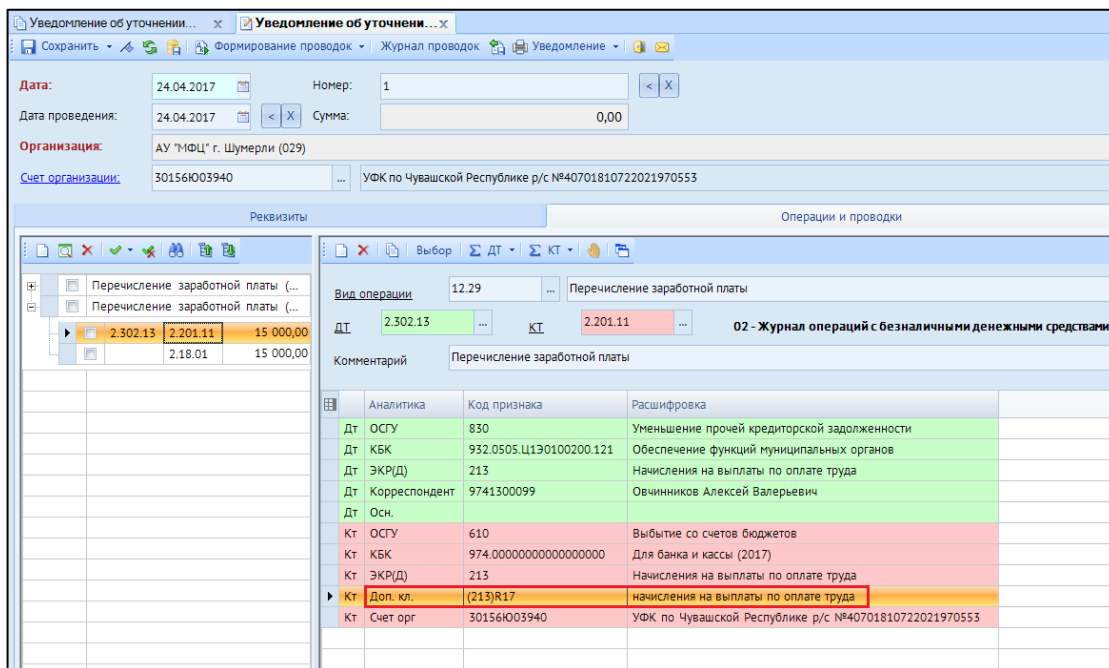 Уведомление об уточнении... x Уведомление об уточнени... x
Сохранить Формирование проводок Журнал проводок Уведомление
Дата: 24.04.2017 Номер: 1 < X
Дата проведения: 24.04.2017 < X Сумма: 0,00
Организация: АУ "МФЦ" г. Шумерли (029)
Счет организации: 30156Ю03940 ... УФК по Чувашской Республике р/с №40701810722021970553
Реквизиты Операции и проводки
Выбор Σ ДТ Σ КТ
Перечисление заработной платы (...
Перечисление заработной платы (...
2.302.13 2.201.11 15 000,00
2.18.01 15 000,00
Вид операции 12.29 ... Перечисление заработной платы
ДТ 2.302.13 ... КТ 2.201.11 ... 02 - Журнал операций с безналичными денежными средствами
Комментарий Перечисление заработной платы
Аналитика Код признака Расшифровка
Дт ОСГУ 830 Уменьшение прочей кредиторской задолженности
Дт КБК 932.0505.Ц1Э0100200.121 Обеспечение функций муниципальных органов
Дт ЭКР(Д) 213 Начисления на выплаты по оплате труда
Дт Корреспондент 9741300099 Овчинников Алексей Валерьевич
Дт Осн.
Кт ОСГУ 610 Выбытие со счетов бюджетов
Кт КБК 974.00000000000000000 Для банка и кассы (2017)
Кт ЭКР(Д) 213 Начисления на выплаты по оплате труда
Кт Доп. кл. (213)R17 начисления на выплаты по оплате труда
Кт Счет орг 30156Ю03940 УФК по Чувашской Республике р/с №40701810722021970553